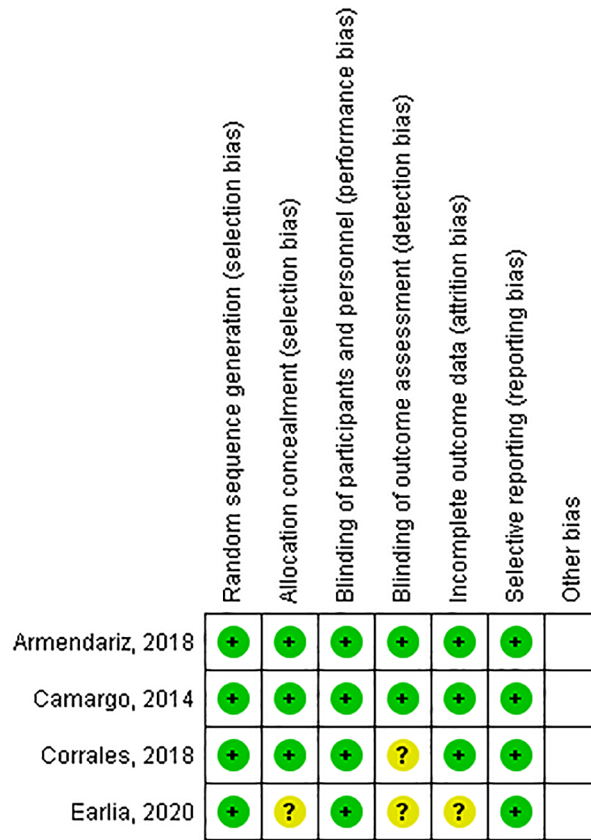 Random sequence generation (selection bias)
Allocation concealment (selection bias)
Blinding of participants and personnel (performance bias)
Blinding of outcome assessment (detection bias)
Incomplete outcome data (attrition bias)
Selective reporting (reporting bias)
Other bias
Armendariz, 2018 + + + + + +
Camargo, 2014 + + + + + +
Corrales, 2018 + + + ? + +
Earlia, 2020 + ? + ? ? +